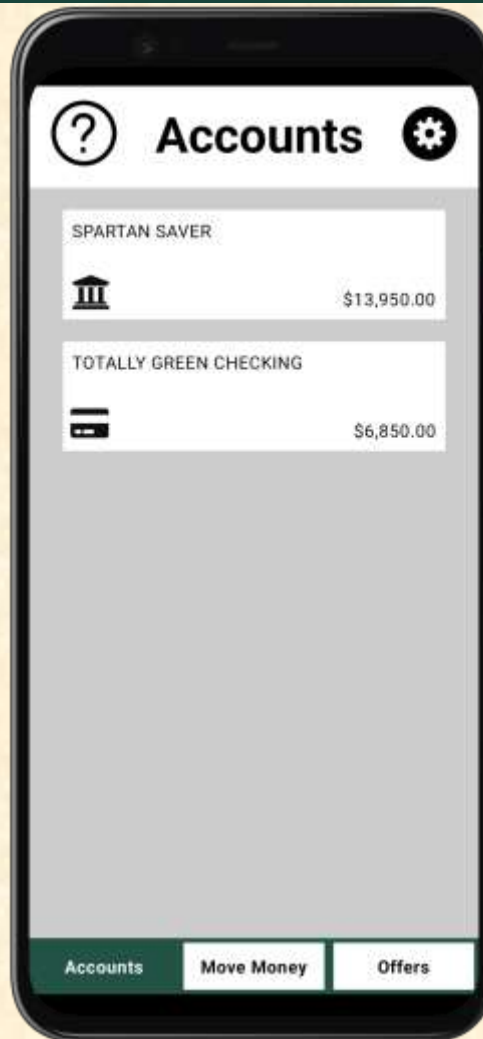 ?
Accounts
SPARTAN SAVER
$13,950.00
TOTALLY GREEN CHECKING
$6,850.00
Accounts Move Money Offers